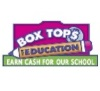 BOX TOPS
for EDUCATION
EARN CASH FOR OUR SCHOOL